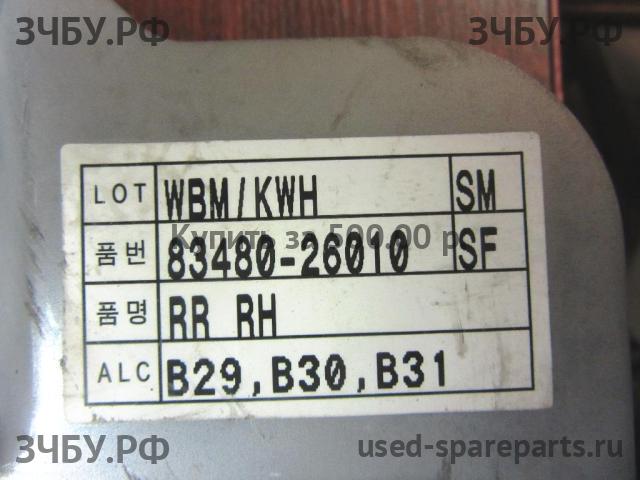 ЗЧБУ.РФ ЗЧБУ.РФ
LOT WBM/KWH SM
Купить за 500.00 р
품번 83480-26010 SF
품명 RR RH
ALC B29,B30,B31
ЗЧБУ.РФ used-spareparts.ru